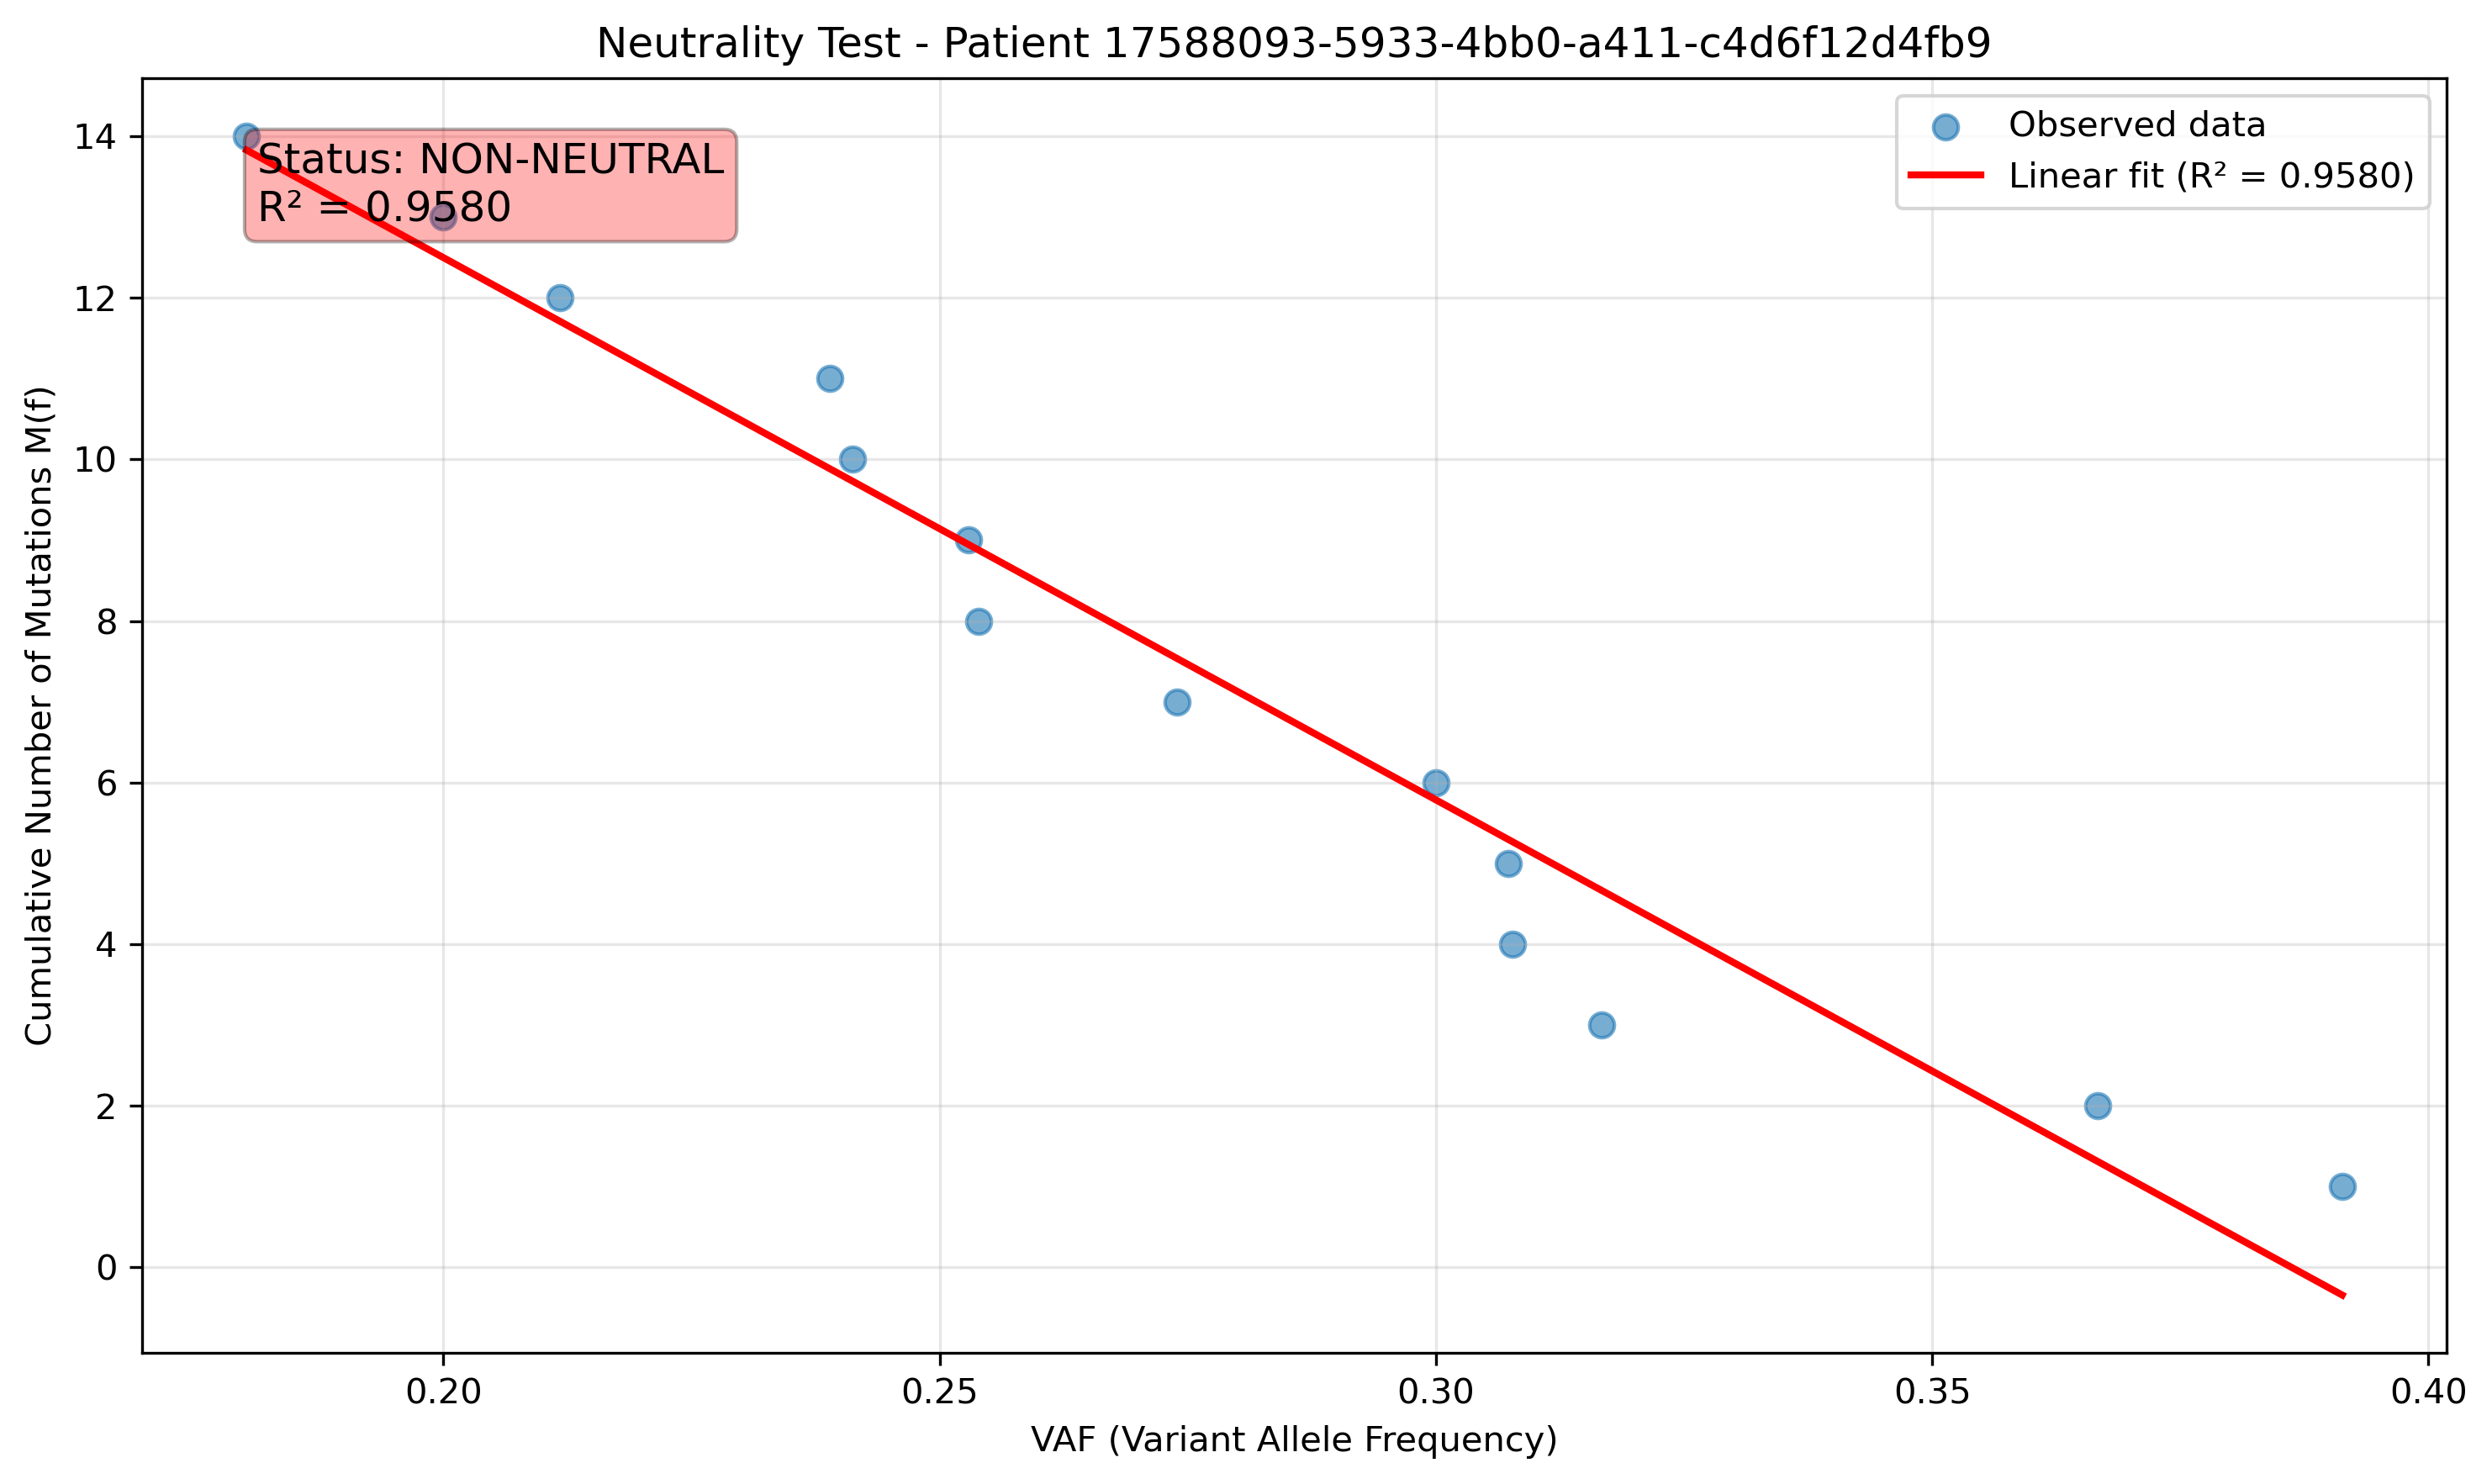 Neutrality Test - Patient 17588093-5933-4bb0-a411-c4d6f12d4fb9
Status: NON-NEUTRAL
R² = 0.9580
Observed data
Linear fit (R² = 0.9580)
Cumulative Number of Mutations M(f)
14
12
10
8
6
4
2
0
0.20
0.25
0.30
0.35
0.40
VAF (Variant Allele Frequency)